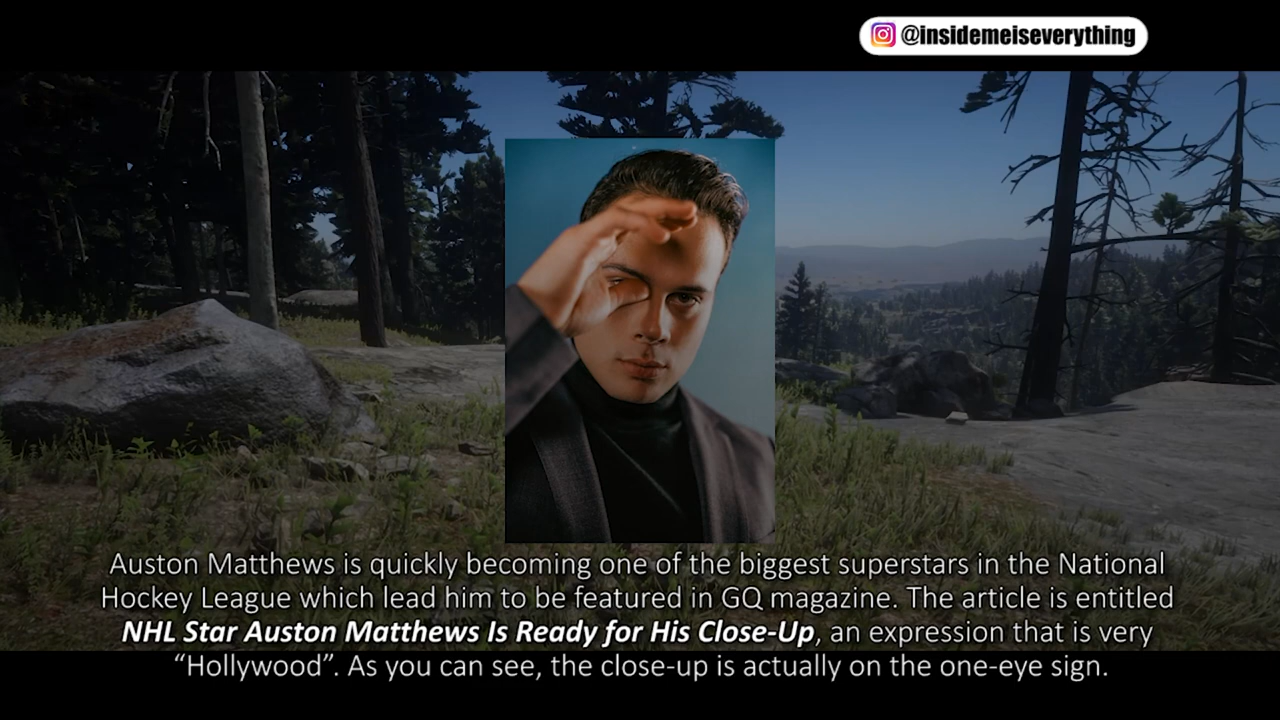 @insidemeiseverything
Auston Matthews is quickly becoming one of the biggest superstars in the National
Hockey League which lead him to be featured in GQ magazine. The article is entitled
NHL Star Auston Matthews Is Ready for His Close-Up, an expression that is very
“Hollywood”. As you can see, the close-up is actually on the one-eye sign.